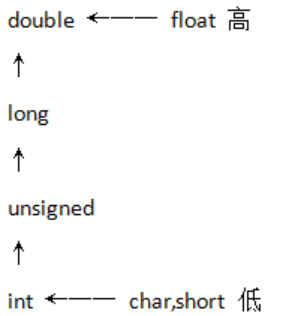 double ←—— float 高
↑
long
↑
unsigned
↑
int ←—— char,short 低